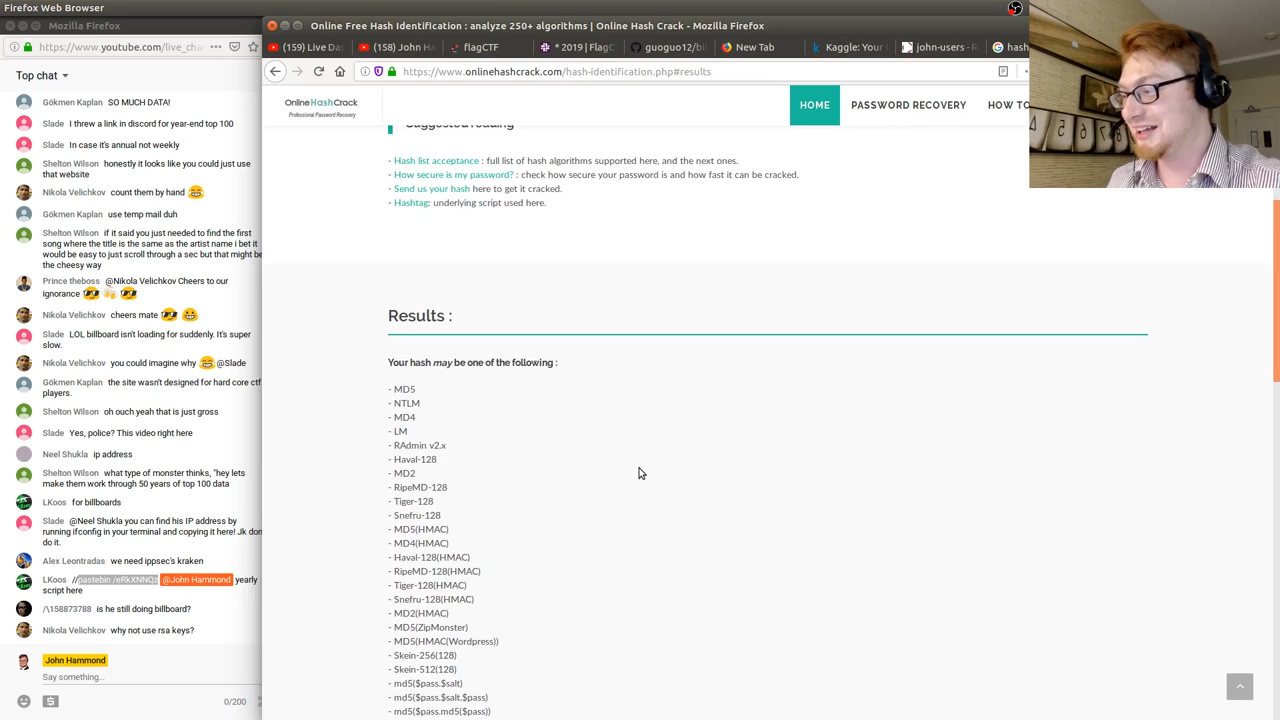 Firefox Web Browser
Mozilla Firefox
Online Free Hash Identification : analyze 250+ algorithms | Online Hash Crack - Mozilla Firefox
(159) Live Das
(158) John Ha
flagCTF
* 2019 | FlagC
guoguo12/bil
New Tab
Kaggle: Your
john-users - R
hash
https://www.youtube.com/live_chat
https://www.onlinehashcrack.com/hash-identification.php#results
Top chat
Gökmen Kaplan SO MUCH DATA!
Slade I threw a link in discord for year-end top 100
Slade In case it's annual not weekly
Shelton Wilson honestly it looks like you could just use
that website
Nikola Velichkov count them by hand 😂
Gökmen Kaplan use temp mail duh
Shelton Wilson if it said you just needed to find the first
song where the title is the same as the artist name i bet it
would be easy to just scroll through a sec but that might be
the cheesy way
Prince theboss @Nikola Velichkov Cheers to our
ignorance 😎 🍻 😎
Nikola Velichkov cheers mate 😎 😁
Slade LOL billboard isn't loading for suddenly. It's super
slow.
Nikola Velichkov you could imagine why 😂 @Slade
Gökmen Kaplan the site wasn't designed for hard core ctf
players.
Shelton Wilson oh ouch yeah that is just gross
Slade Yes, police? This video right here
Neel Shukla ip address
Shelton Wilson what type of monster thinks, "hey lets
make them work through 50 years of top 100 data
LKoos for billboards
Slade @Neel Shukla you can find his IP address by
running ifconfig in your terminal and copying it here! Jk don
do it.
Alex Leontradas we need ippsec's kraken
LKoos //pastebin /eRkXNNQz @John Hammond yearly
script here
/\158873788 is he still doing billboard?
Nikola Velichkov why not use rsa keys?
John Hammond
Say something...
0/200
Online HashCrack
Professional Password Recovery
HOME
PASSWORD RECOVERY
HOW TO
Suggested reading
- Hash list acceptance : full list of hash algorithms supported here, and the next ones.
- How secure is my password? : check how secure your password is and how fast it can be cracked.
- Send us your hash here to get it cracked.
- Hashtag: underlying script used here.
Results :
Your hash may be one of the following :
- MD5
- NTLM
- MD4
- LM
- RAdmin v2.x
- Haval-128
- MD2
- RipeMD-128
- Tiger-128
- Snefru-128
- MD5(HMAC)
- MD4(HMAC)
- Haval-128(HMAC)
- RipeMD-128(HMAC)
- Tiger-128(HMAC)
- Snefru-128(HMAC)
- MD2(HMAC)
- MD5(ZipMonster)
- MD5(HMAC(Wordpress))
- Skein-256(128)
- Skein-512(128)
- md5($pass.$salt)
- md5($pass.$salt.$pass)
- md5($pass.md5($pass))